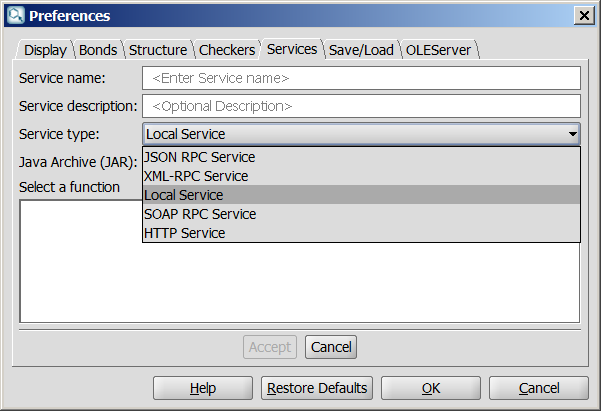 Preferences
Display Bonds Structure Checkers Services Save/Load OLEServer
Service name: <Enter Service name>
Service description: <Optional Description>
Service type: Local Service
Java Archive (JAR):
JSON RPC Service
XML-RPC Service
Local Service
SOAP RPC Service
HTTP Service
Select a function
Accept Cancel
Help Restore Defaults OK Cancel